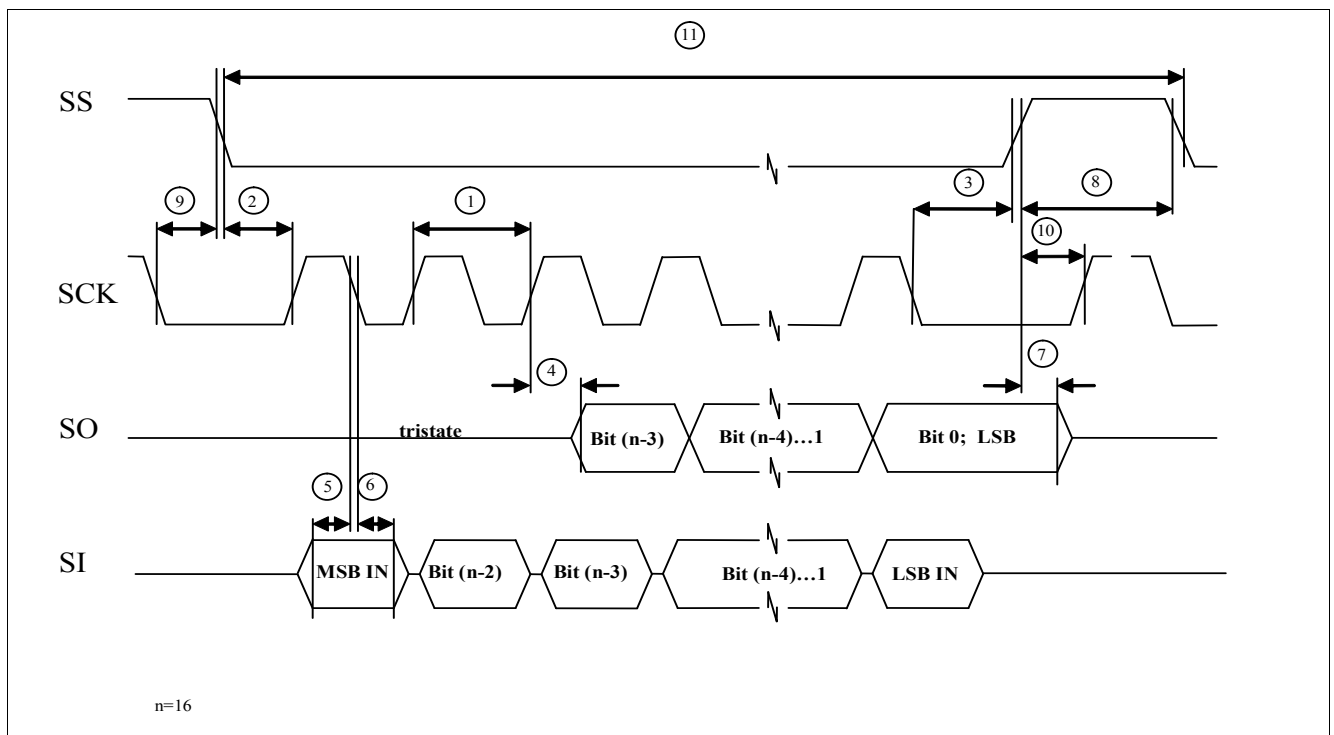 11
SS
3
8
9
2
1
10
SCK
4
7
SO
tristate
Bit (n-3)
Bit (n-4)...1
Bit 0; LSB
5
6
SI
MSB IN
Bit (n-2)
Bit (n-3)
Bit (n-4)...1
LSB IN
n=16